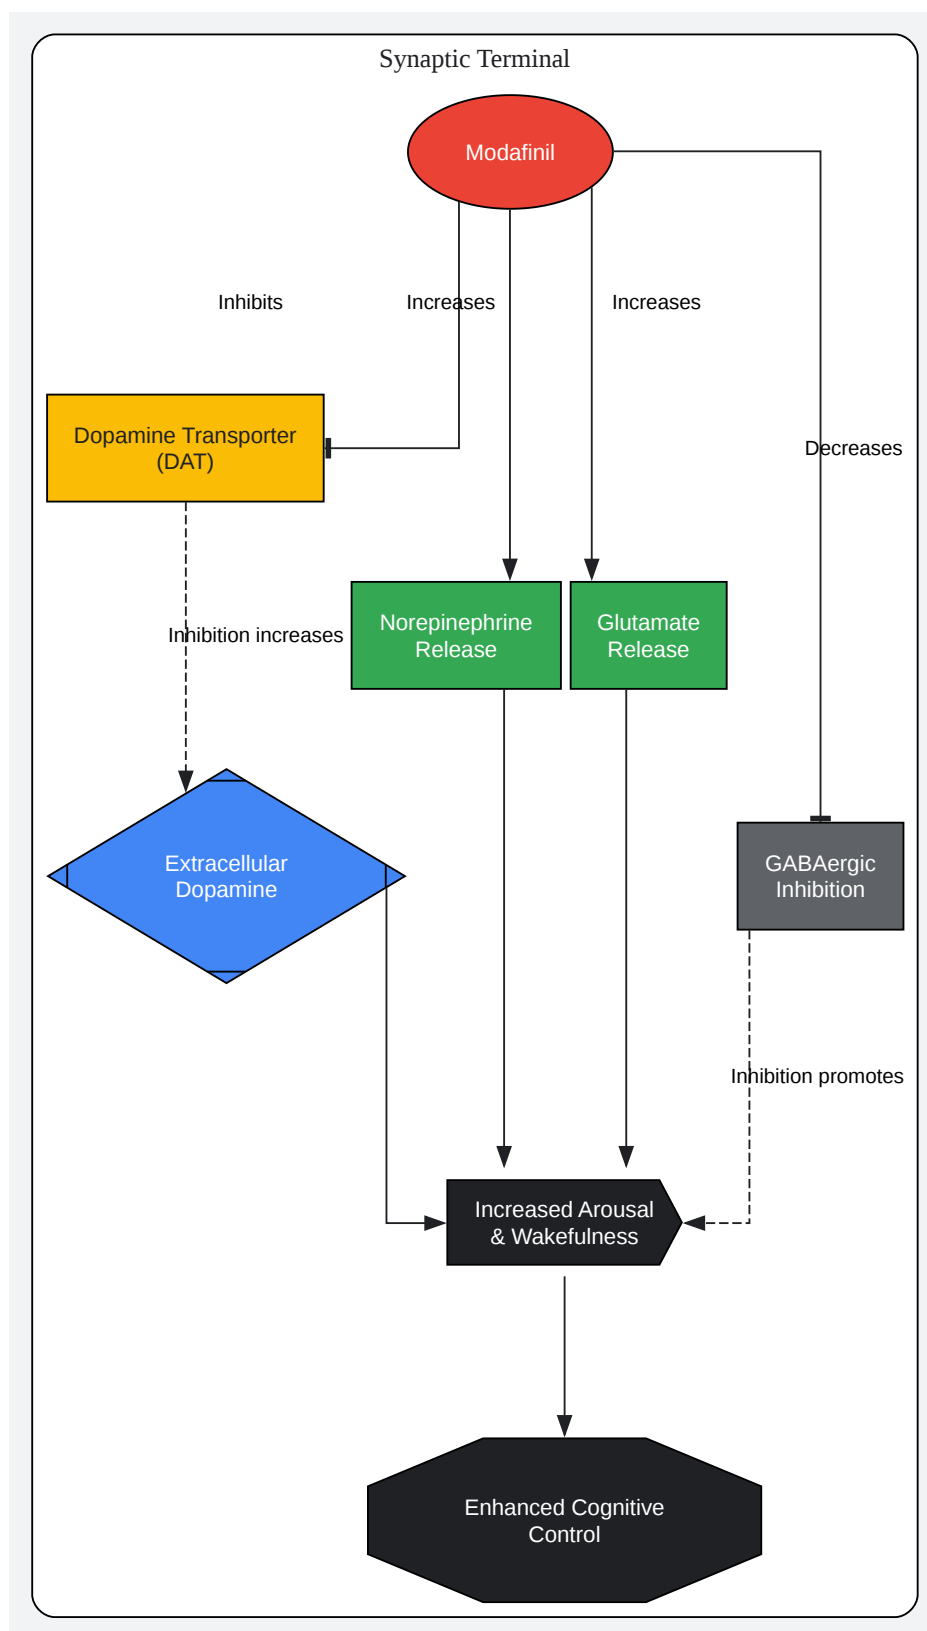 Synaptic Terminal
Modafinil
Inhibits
Increases
Increases
Dopamine Transporter
(DAT)
Decreases
Norepinephrine
Release
Glutamate
Release
Inhibition increases
Extracellular
Dopamine
GABAergic
Inhibition
Inhibition promotes
Increased Arousal
& Wakefulness
Enhanced Cognitive
Control